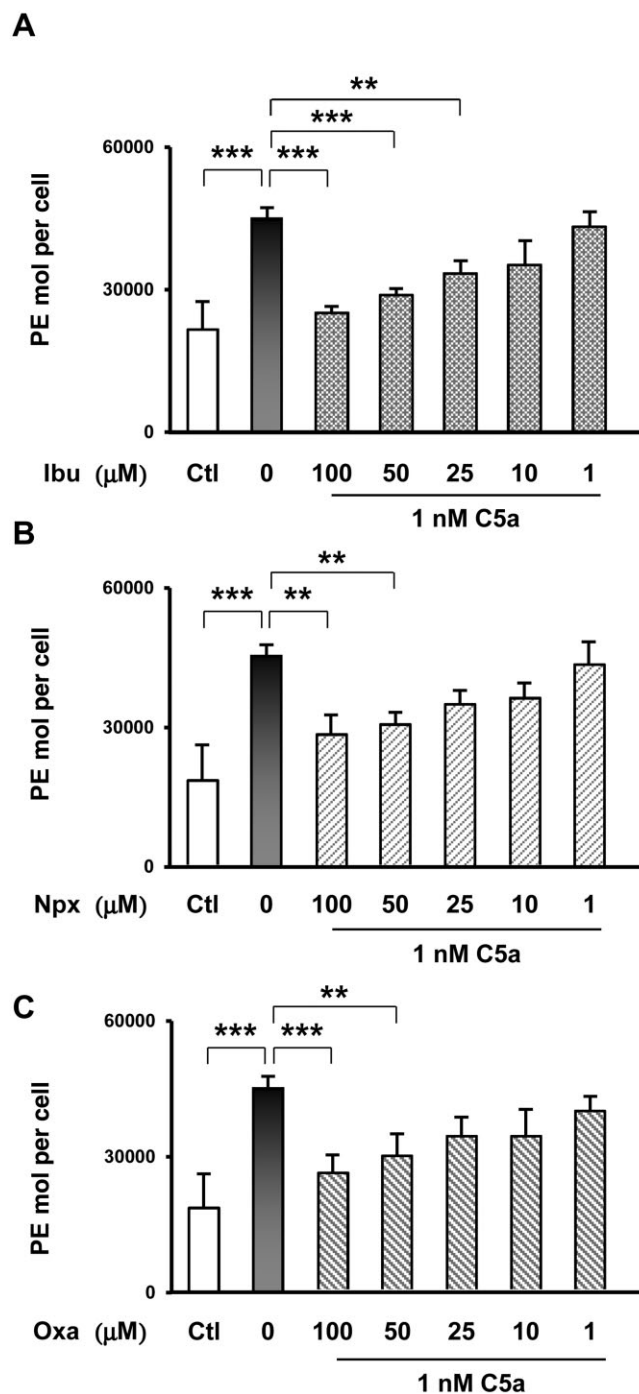 A
**
***
*** ***
60000
30000
0
PE mol per cell
Ibu (μM) Ctl 0 100 50 25 10 1
1 nM C5a
B
**
*** **
60000
30000
0
PE mol per cell
Npx (μM) Ctl 0 100 50 25 10 1
1 nM C5a
C
**
*** ***
60000
30000
0
PE mol per cell
Oxa (μM) Ctl 0 100 50 25 10 1
1 nM C5a